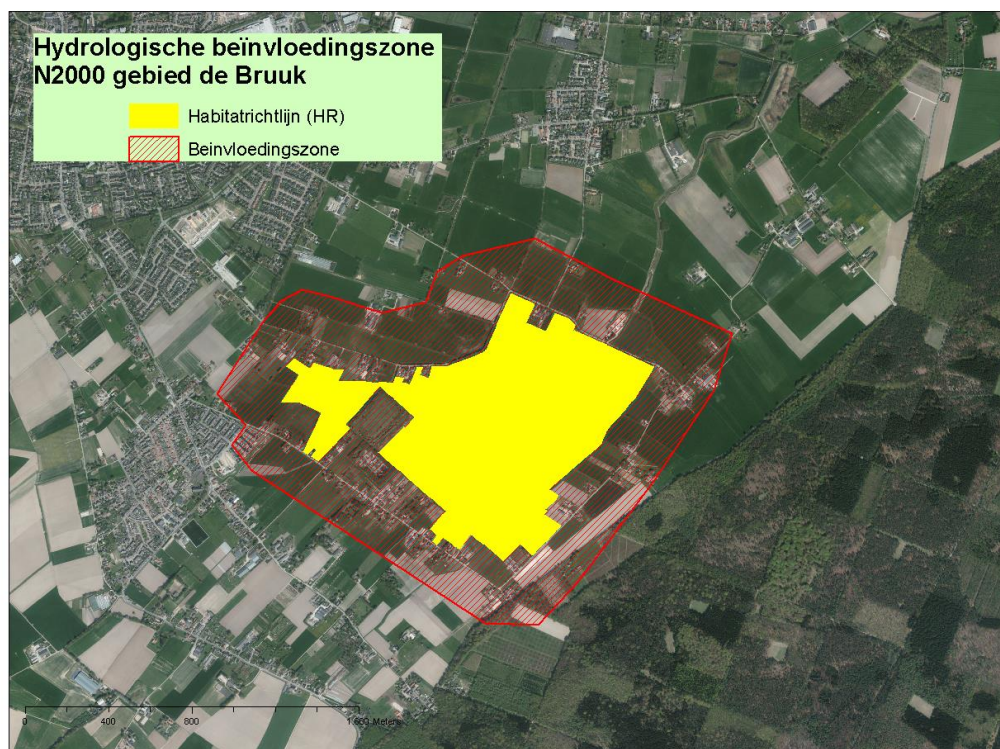 Hydrologische beïnvloedingszone
N2000 gebied de Bruuk
Habitatrichtlijn (HR)
Beinvloedingszone
0 400 800 1.600 Meters